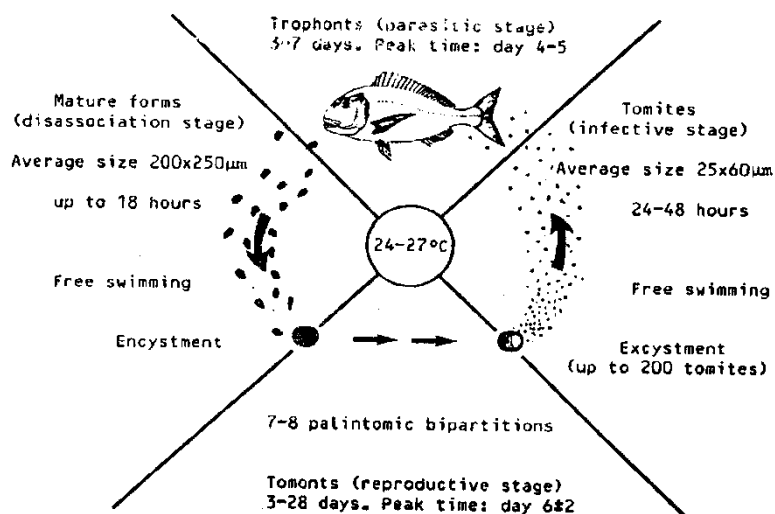 Trophonts (parasitic stage)
3-7 days. Peak time: day 4-5
Mature forms
(disassociation stage)
Average size 200x250µm
up to 18 hours
Free swimming
Encystment
24-27°C
Tomites
(infective stage)
Average size 25x60µm
24-48 hours
Free swimming
Excystment
(up to 200 tomites)
7-8 palintomic bipartitions
Tomonts (reproductive stage)
3-28 days. Peak time: day 6±2